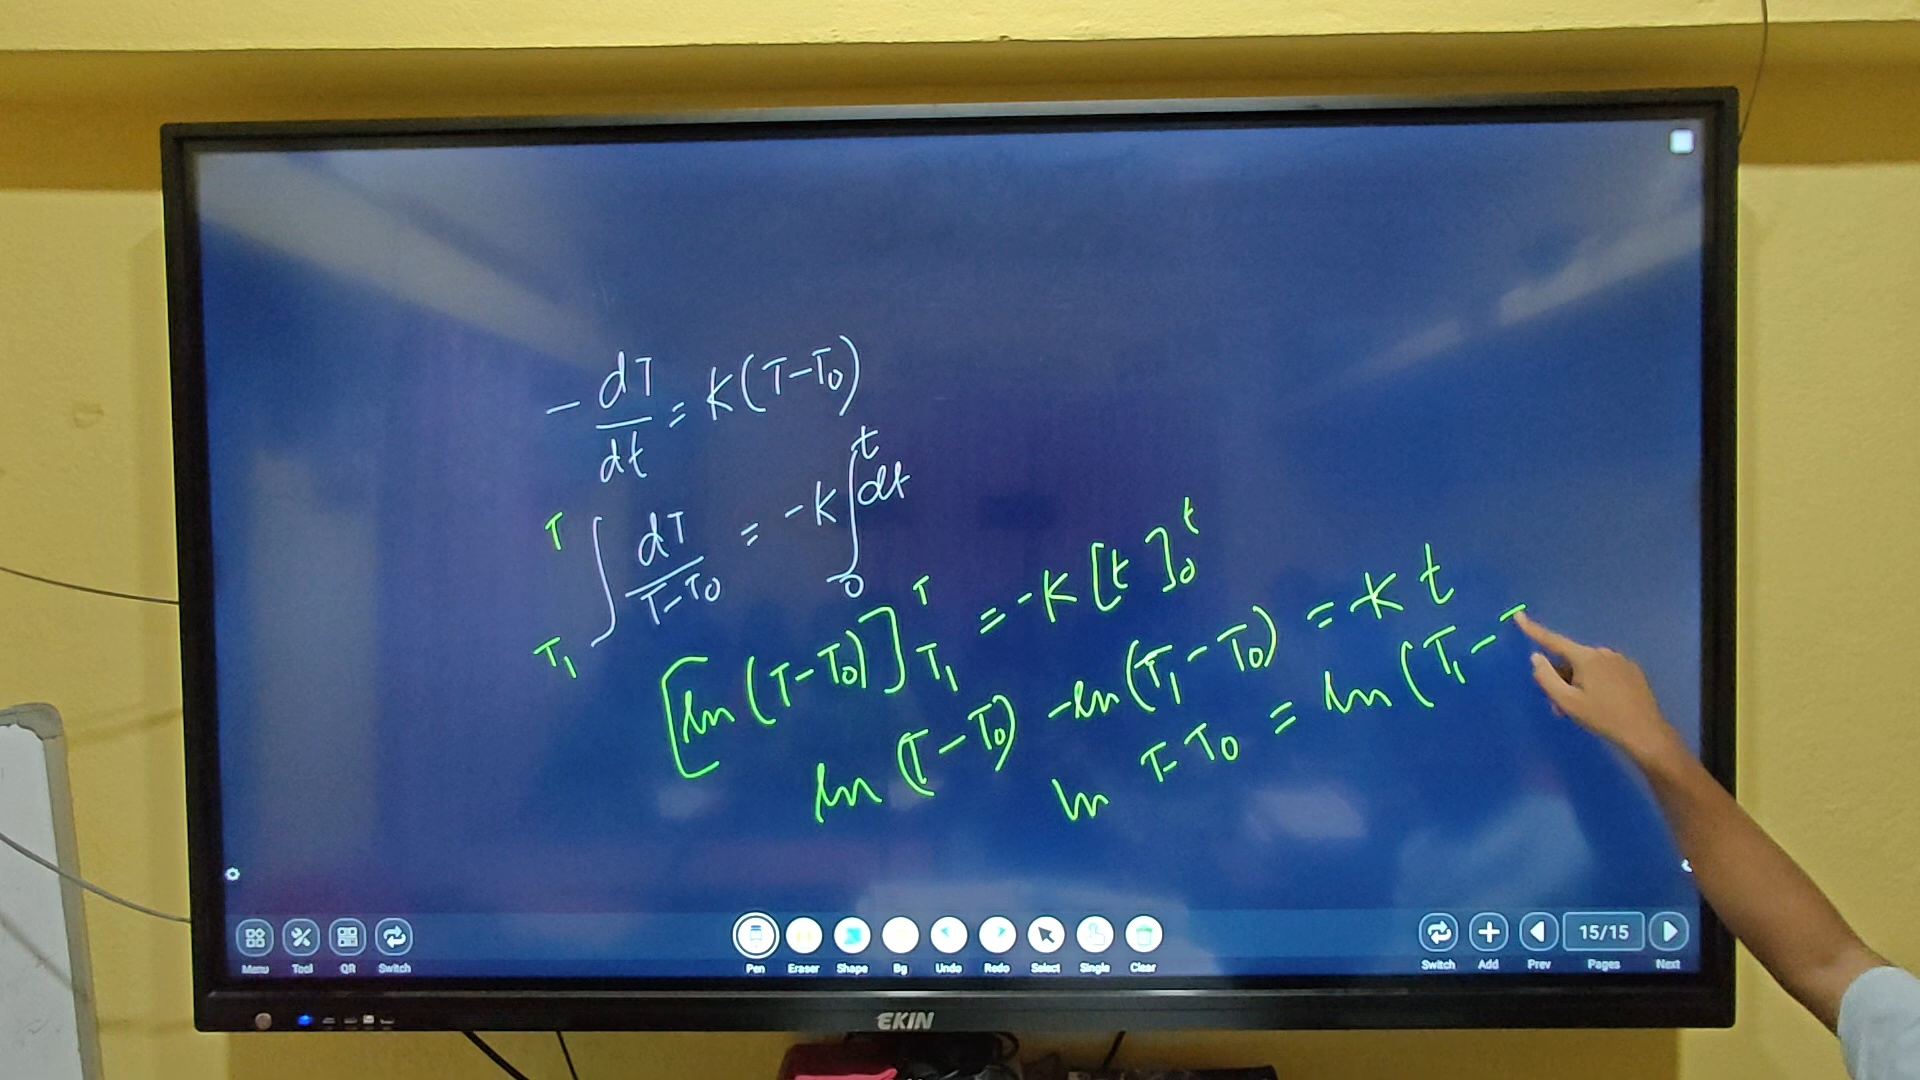 - dT/dt = K(T-T₀)
∫_{T₁}^{T} dT/(T-T₀) = -K ∫_{0}^{t} dt
[ln(T-T₀)]_{T₁}^{T} = -K[t]_{0}^{t}
ln(T-T₀) -ln(T₁-T₀) = -Kt
ln T-T₀ = ln(T₁-
Menu Tool QR Switch Pen Eraser Shape Bg Undo Redo Select Single Clear Switch Add Prev 15/15 Pages Next
EKIN